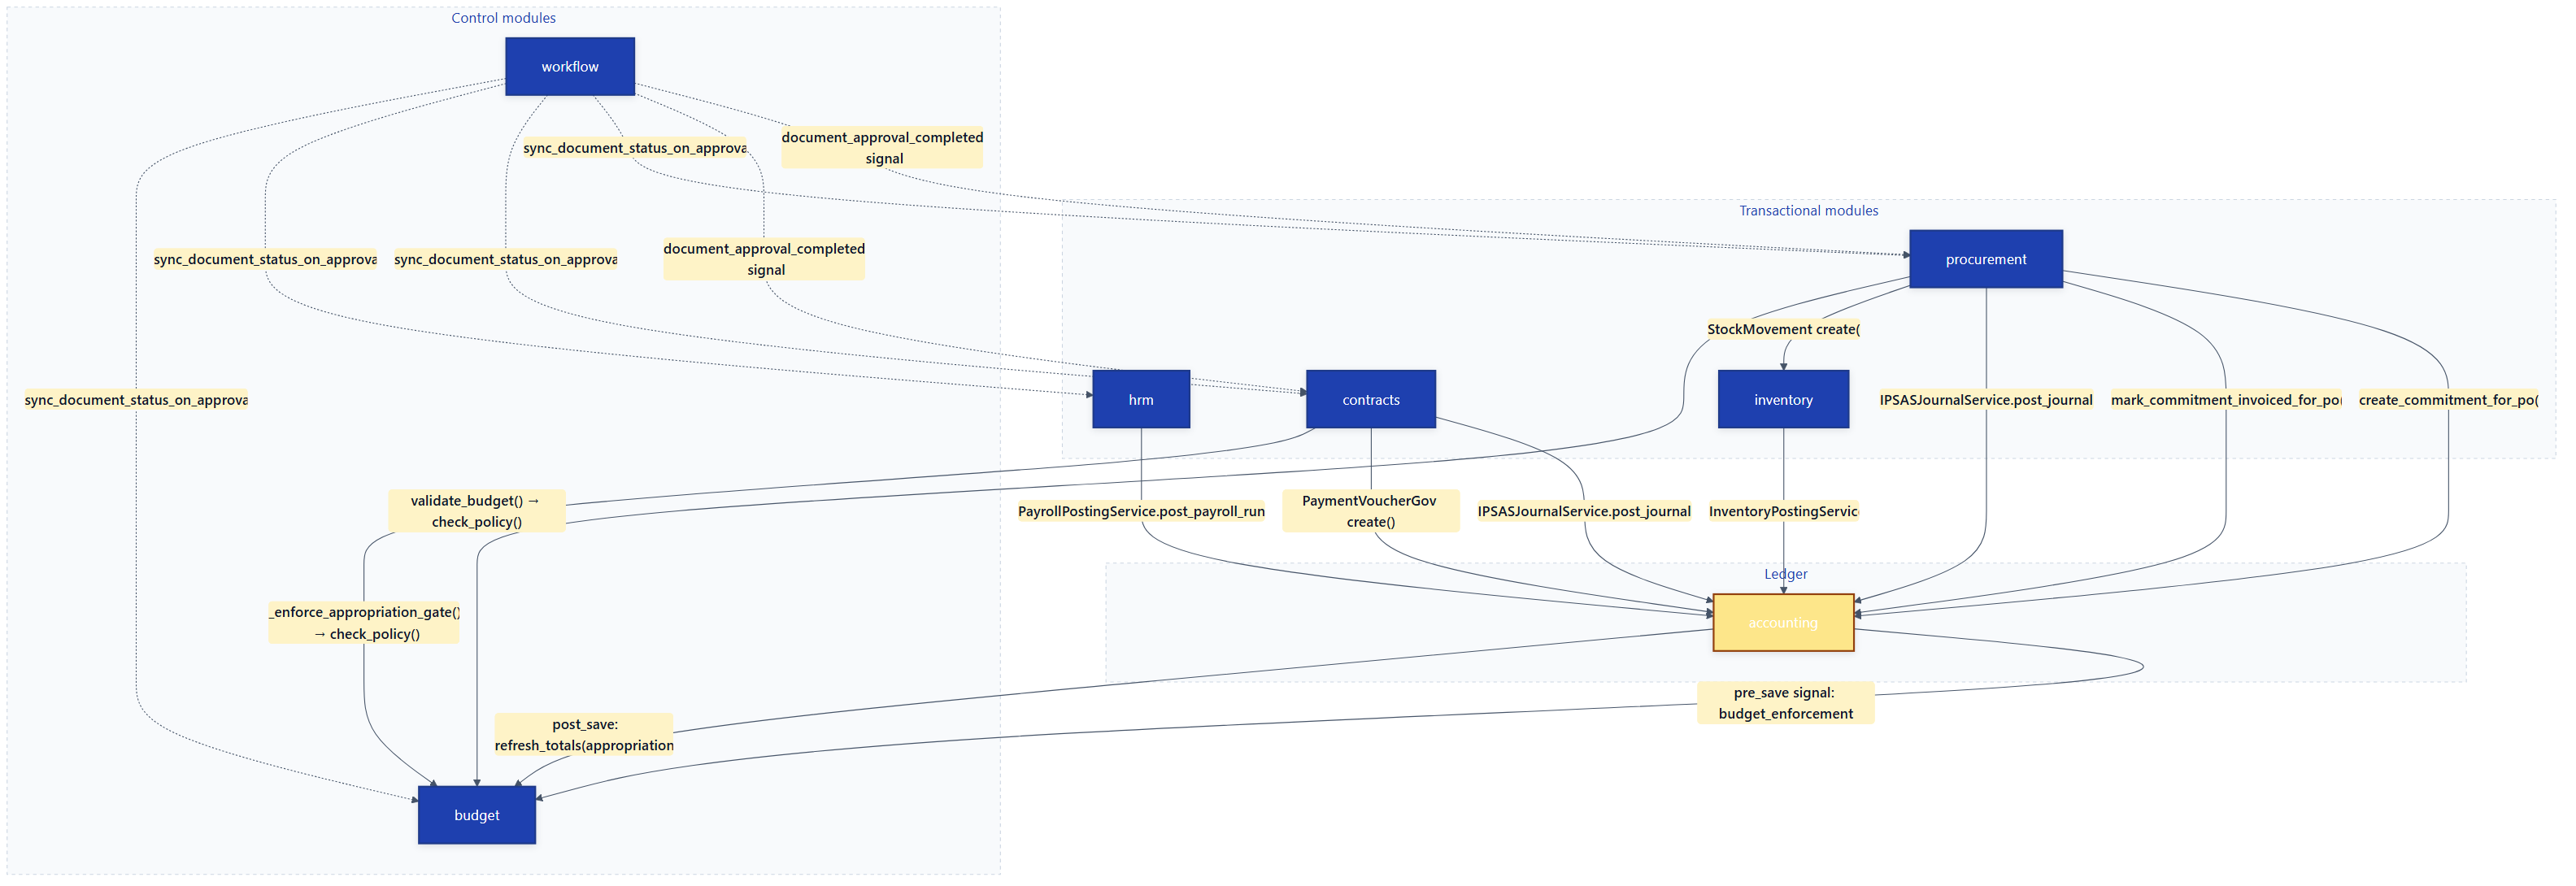 Control modules
workflow
sync_document_status_on_approva
document_approval_completed
signal
Transactional modules
procurement
sync_document_status_on_approva
sync_document_status_on_approva
document_approval_completed
signal
StockMovement create(
sync_document_status_on_approva
hrm
contracts
inventory
IPSASJournalService.post_journal
mark_commitment_invoiced_for_po(
create_commitment_for_po(
validate_budget() →
check_policy()
PayrollPostingService.post_payroll_run
PaymentVoucherGov
create()
IPSASJournalService.post_journal
InventoryPostingServic
Ledger
_enforce_appropriation_gate()
→ check_policy()
accounting
post_save:
refresh_totals(appropriation
pre_save signal:
budget_enforcement
budget